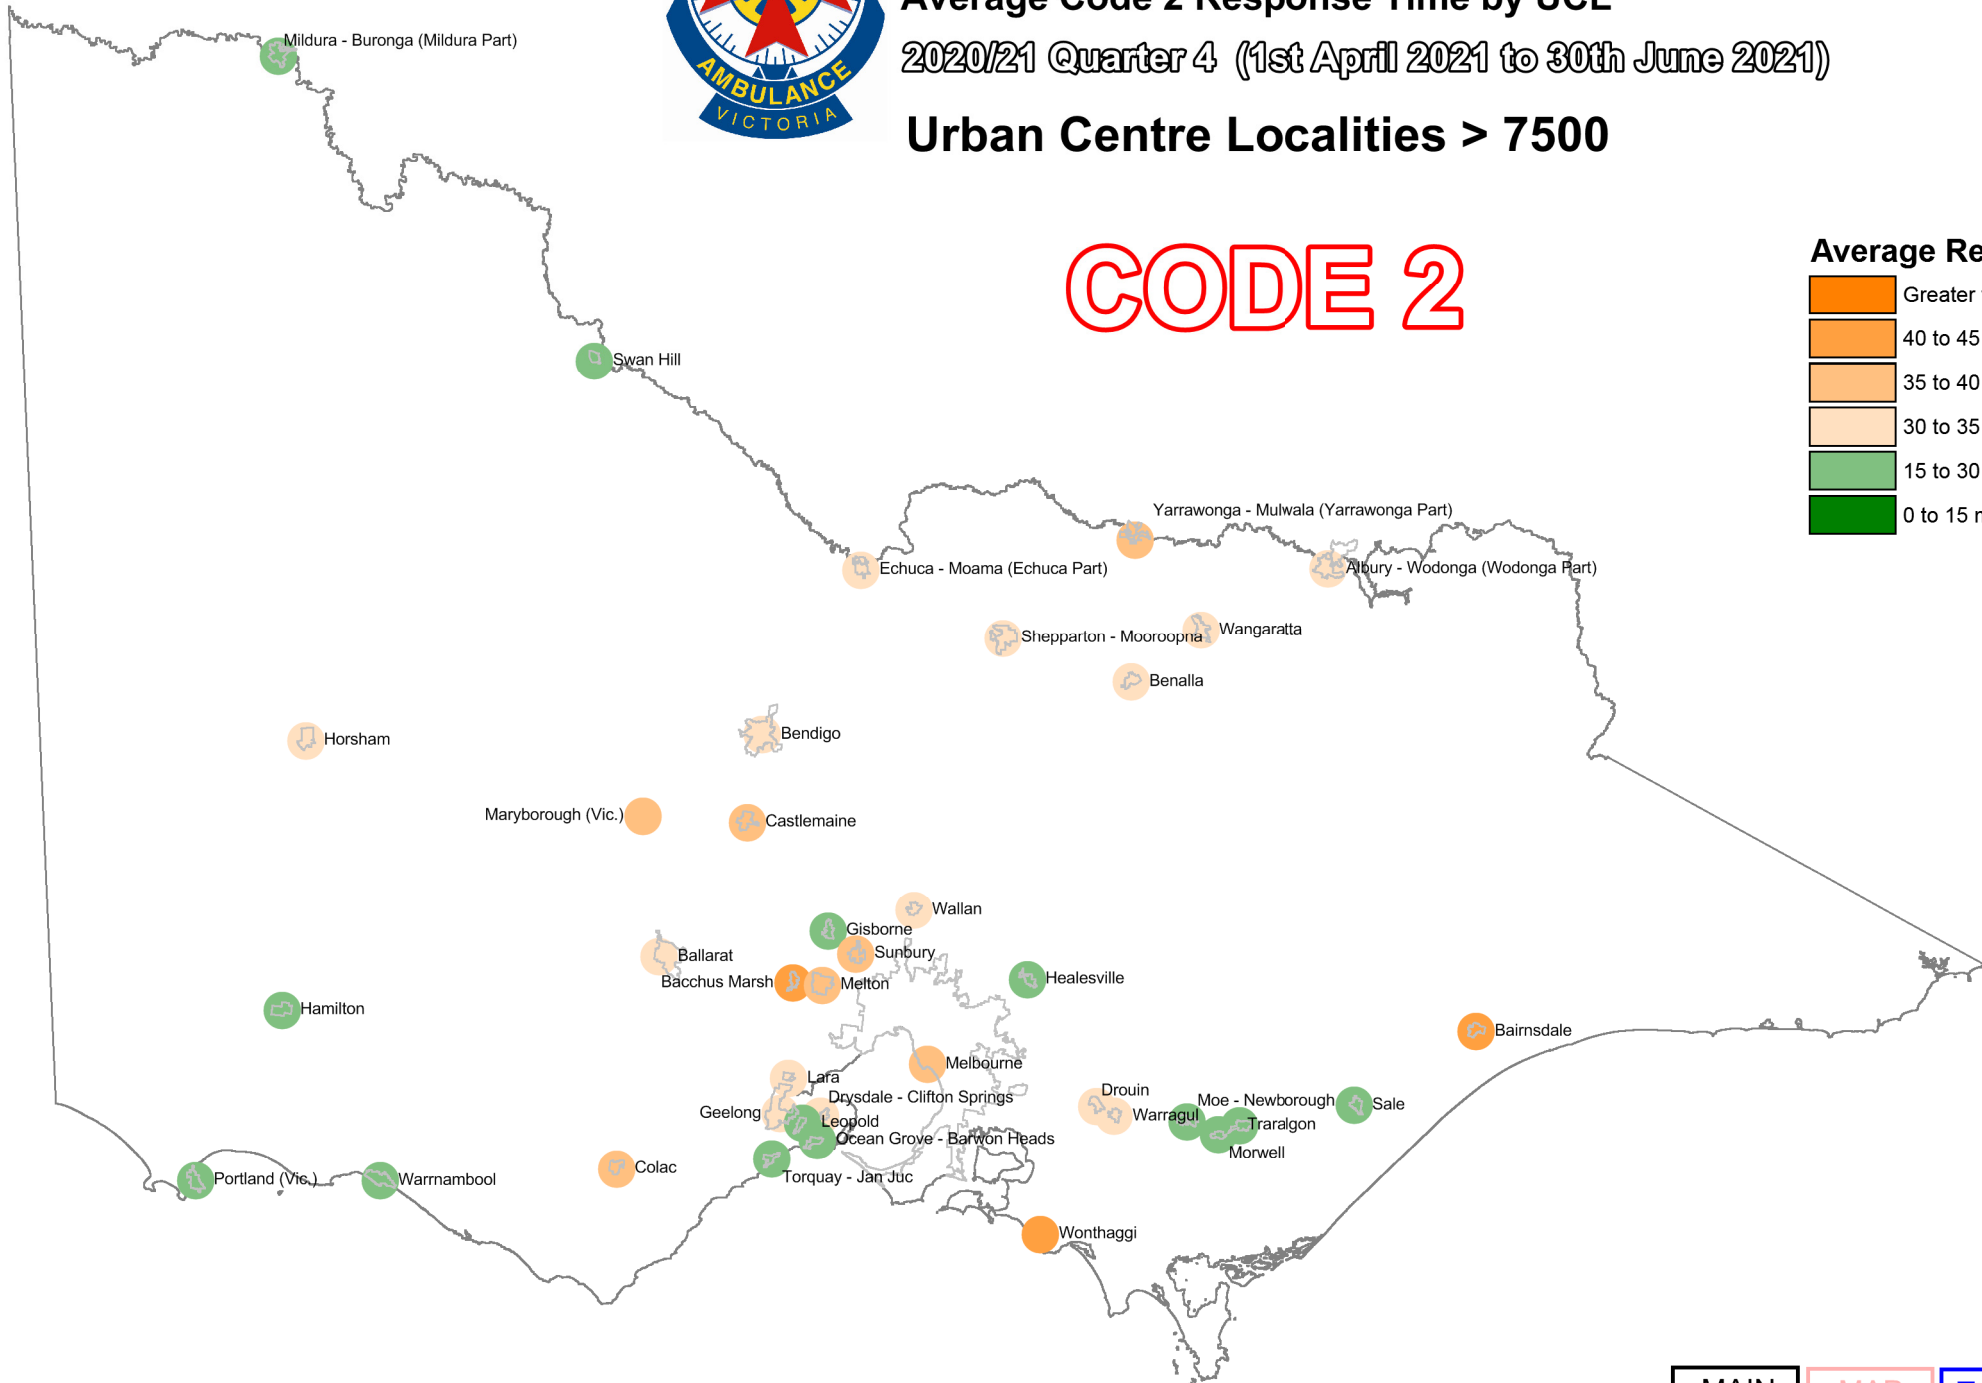 Average Code 2 Response Time by UCL
2020/21 Quarter 4 (1st April 2021 to 30th June 2021)
AMBULANCE
VICTORIA
Urban Centre Localities > 7500
CODE 2
Average Re
Greater
40 to 45
35 to 40
30 to 35
15 to 30
0 to 15
Mildura - Buronga (Mildura Part)
Swan Hill
Yarrawonga - Mulwala (Yarrawonga Part)
Echuca - Moama (Echuca Part)
Albury - Wodonga (Wodonga Part)
Shepparton - Mooroopna
Wangaratta
Benalla
Horsham
Bendigo
Maryborough (Vic.)
Castlemaine
Wallan
Gisborne
Sunbury
Ballarat
Bacchus Marsh
Melton
Healesville
Hamilton
Bairnsdale
Melbourne
Lara
Drouin
Drysdale - Clifton Springs
Moe - Newborough
Sale
Geelong
Warragul
Leopold
Traralgon
Ocean Grove - Barwon Heads
Morwell
Colac
Torquay - Jan Juc
Portland (Vic.)
Warrnambool
Wonthaggi
MAIN
MAP